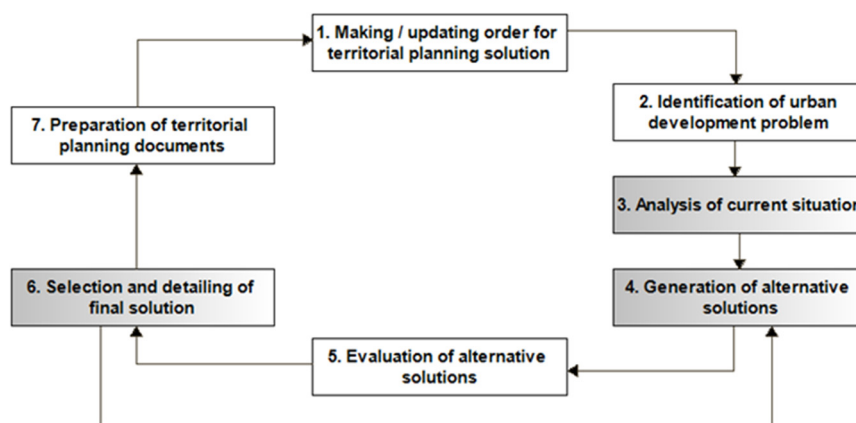 1. Making / updating order for
territorial planning solution
2. Identification of urban
development problem
3. Analysis of current situation
4. Generation of alternative
solutions
5. Evaluation of alternative
solutions
6. Selection and detailing of
final solution
7. Preparation of territorial
planning documents